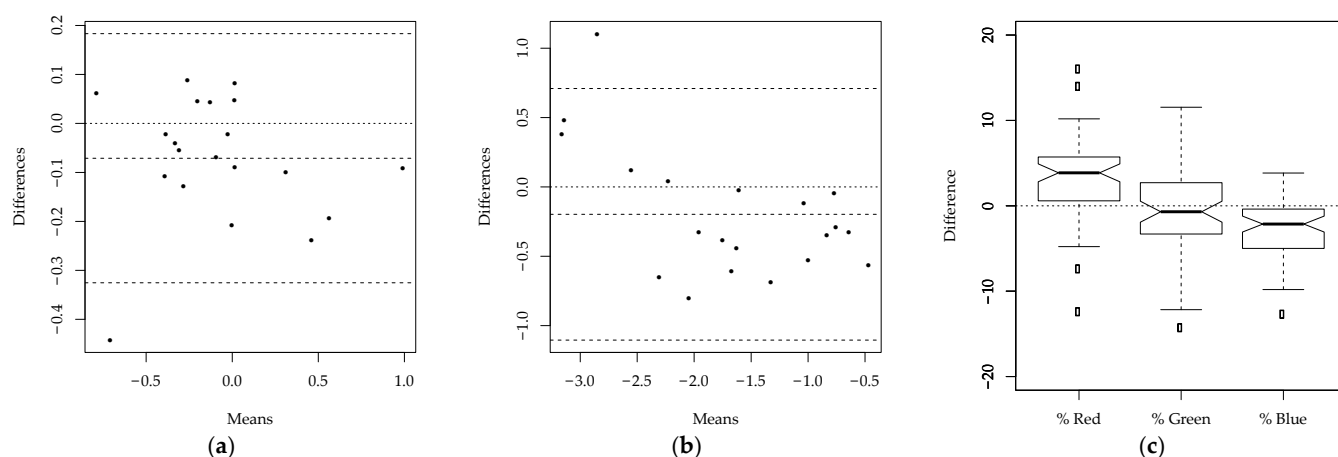 0.2
0.1
0.0
−0.1
−0.2
−0.3
−0.4
Differences
−0.5 0.0 0.5 1.0
Means
(a)
1.0
0.5
0.0
−0.5
−1.0
Differences
−3.0 −2.5 −2.0 −1.5 −1.0 −0.5
Means
(b)
20
10
0
−10
−20
Difference
% Red % Green % Blue
(c)